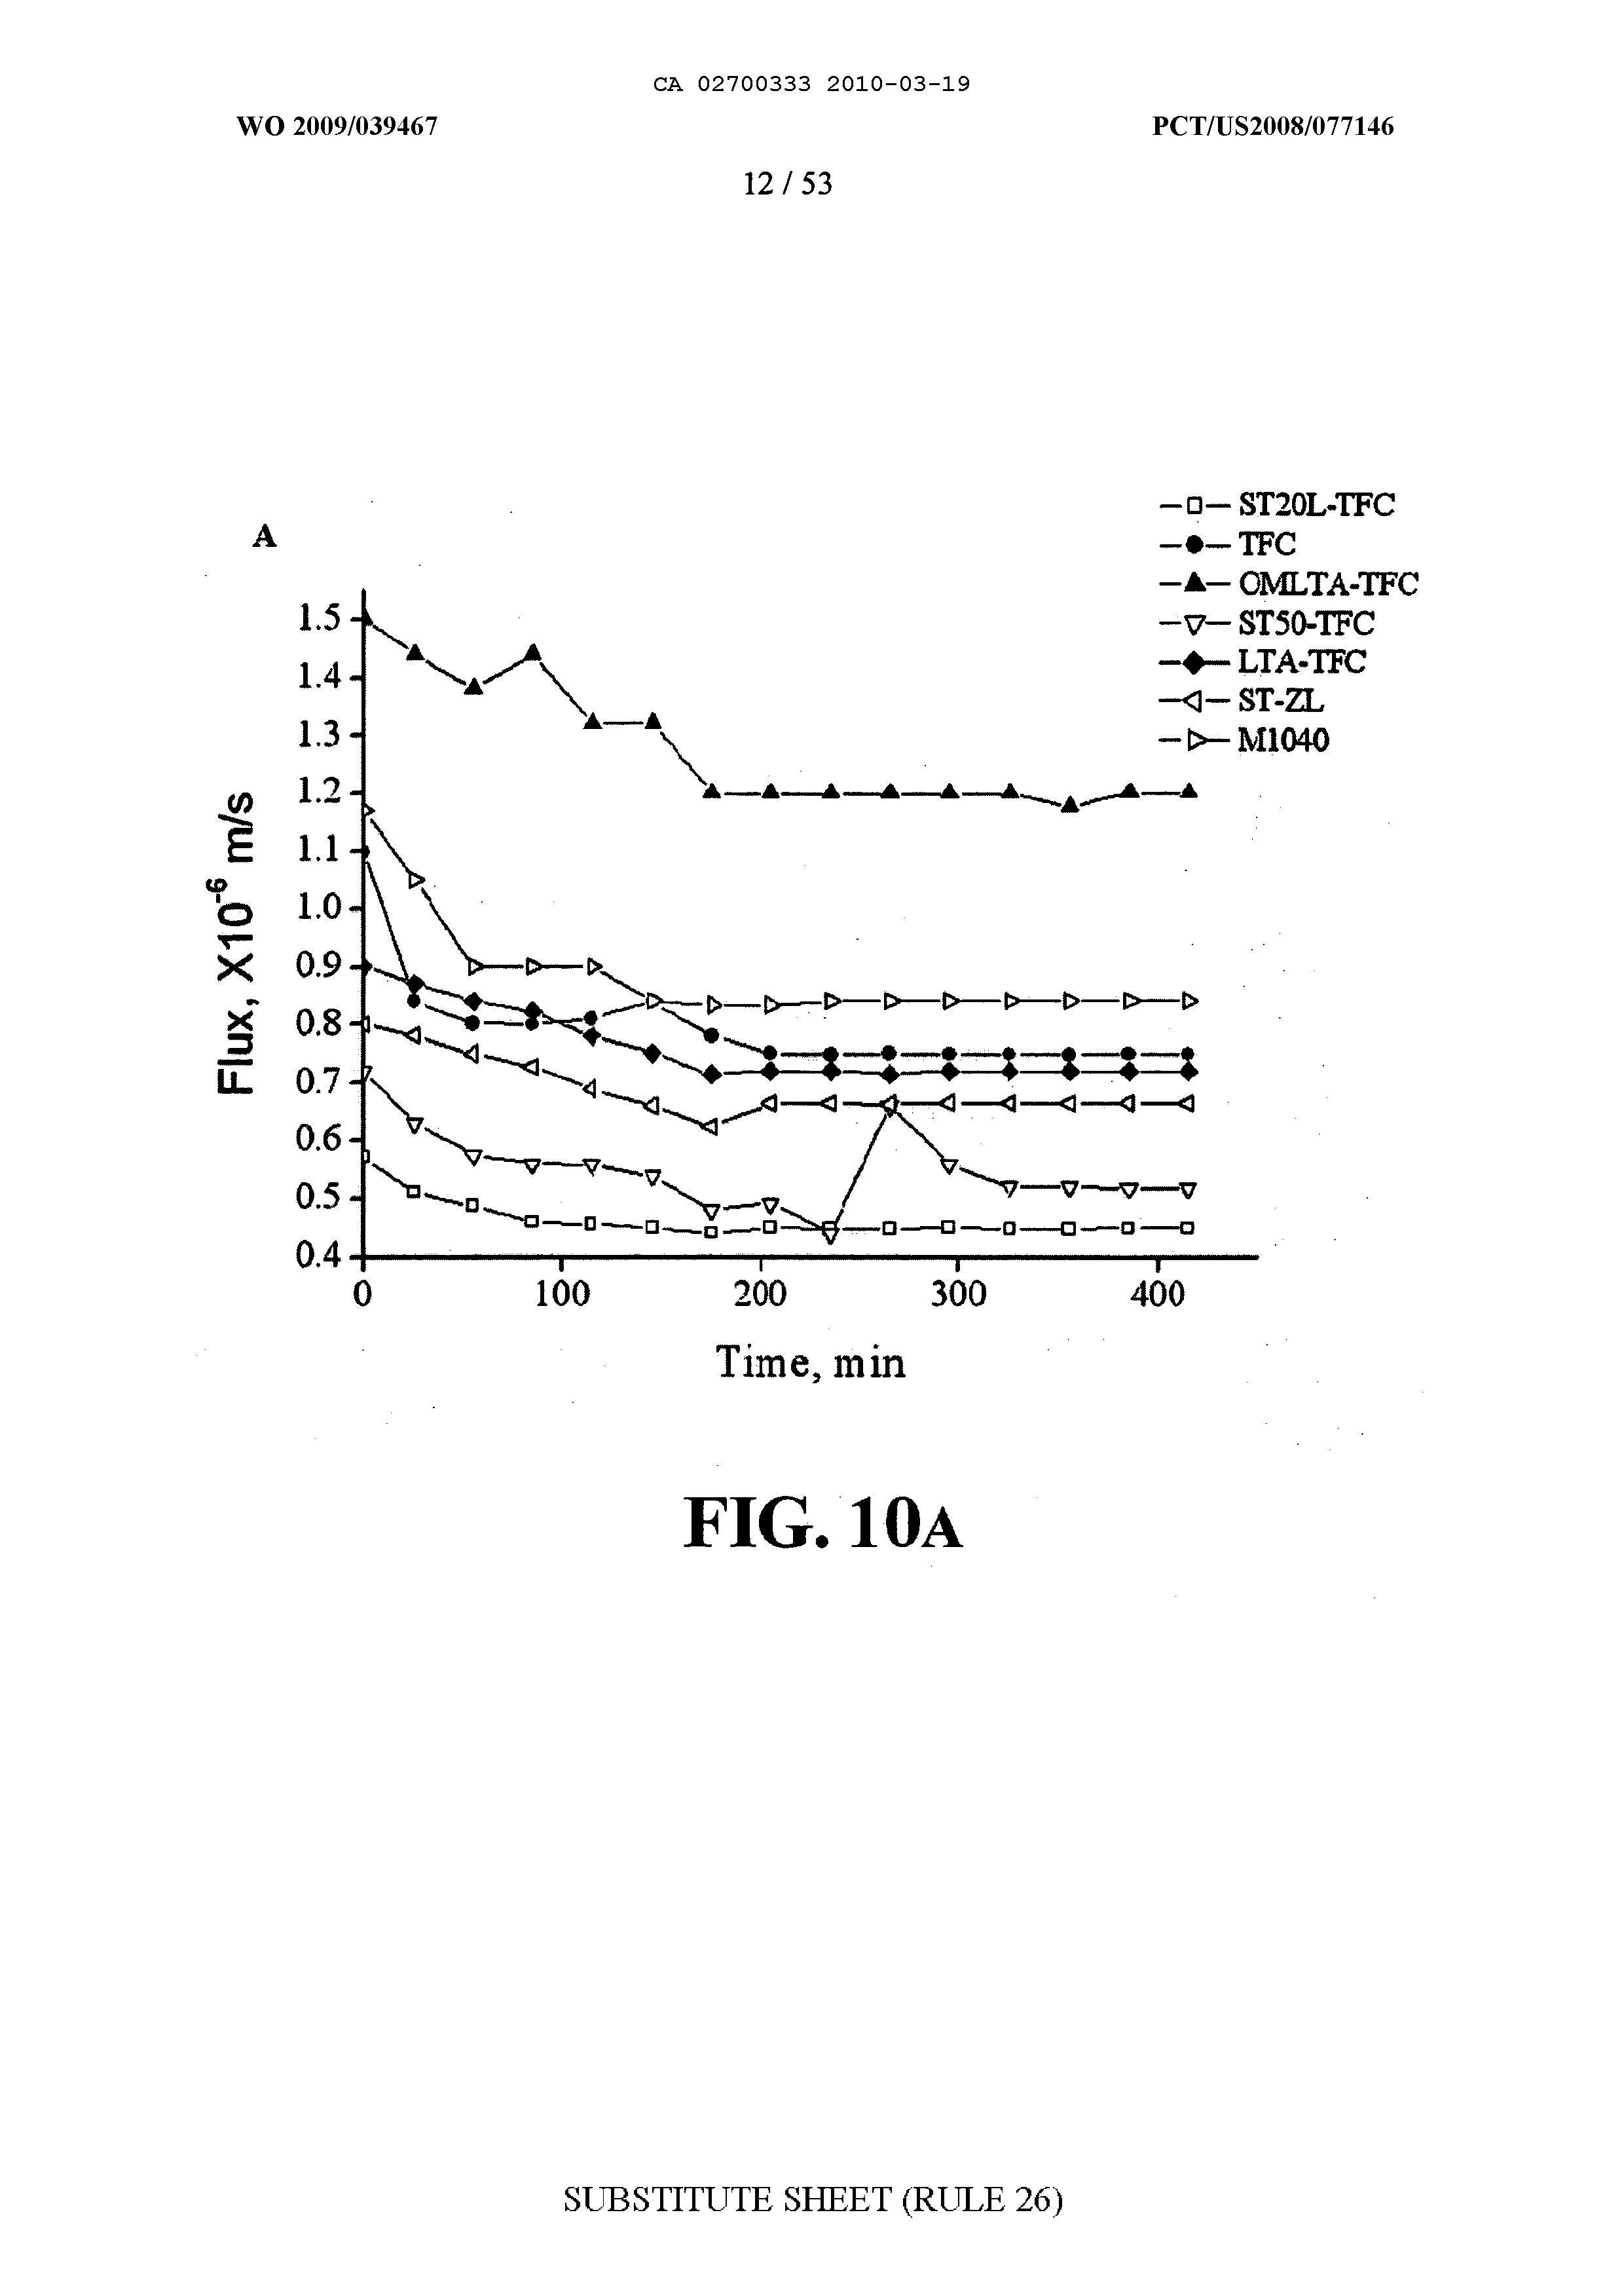 CA 02700333 2010-03-19
WO 2009/039467
PCT/US2008/077146
12 / 53
A
ST20L-TFC
TFC
OMLTA-TFC
ST50-TFC
LTA-TFC
ST-ZL
M1040
1.5
1.4
1.3
1.2
1.1
1.0
0.9
0.8
0.7
0.6
0.5
0.4
Flux, X10⁻⁶ m/s
0
100
200
300
400
Time, min
FIG. 10A
SUBSTITUTE SHEET (RULE 26)